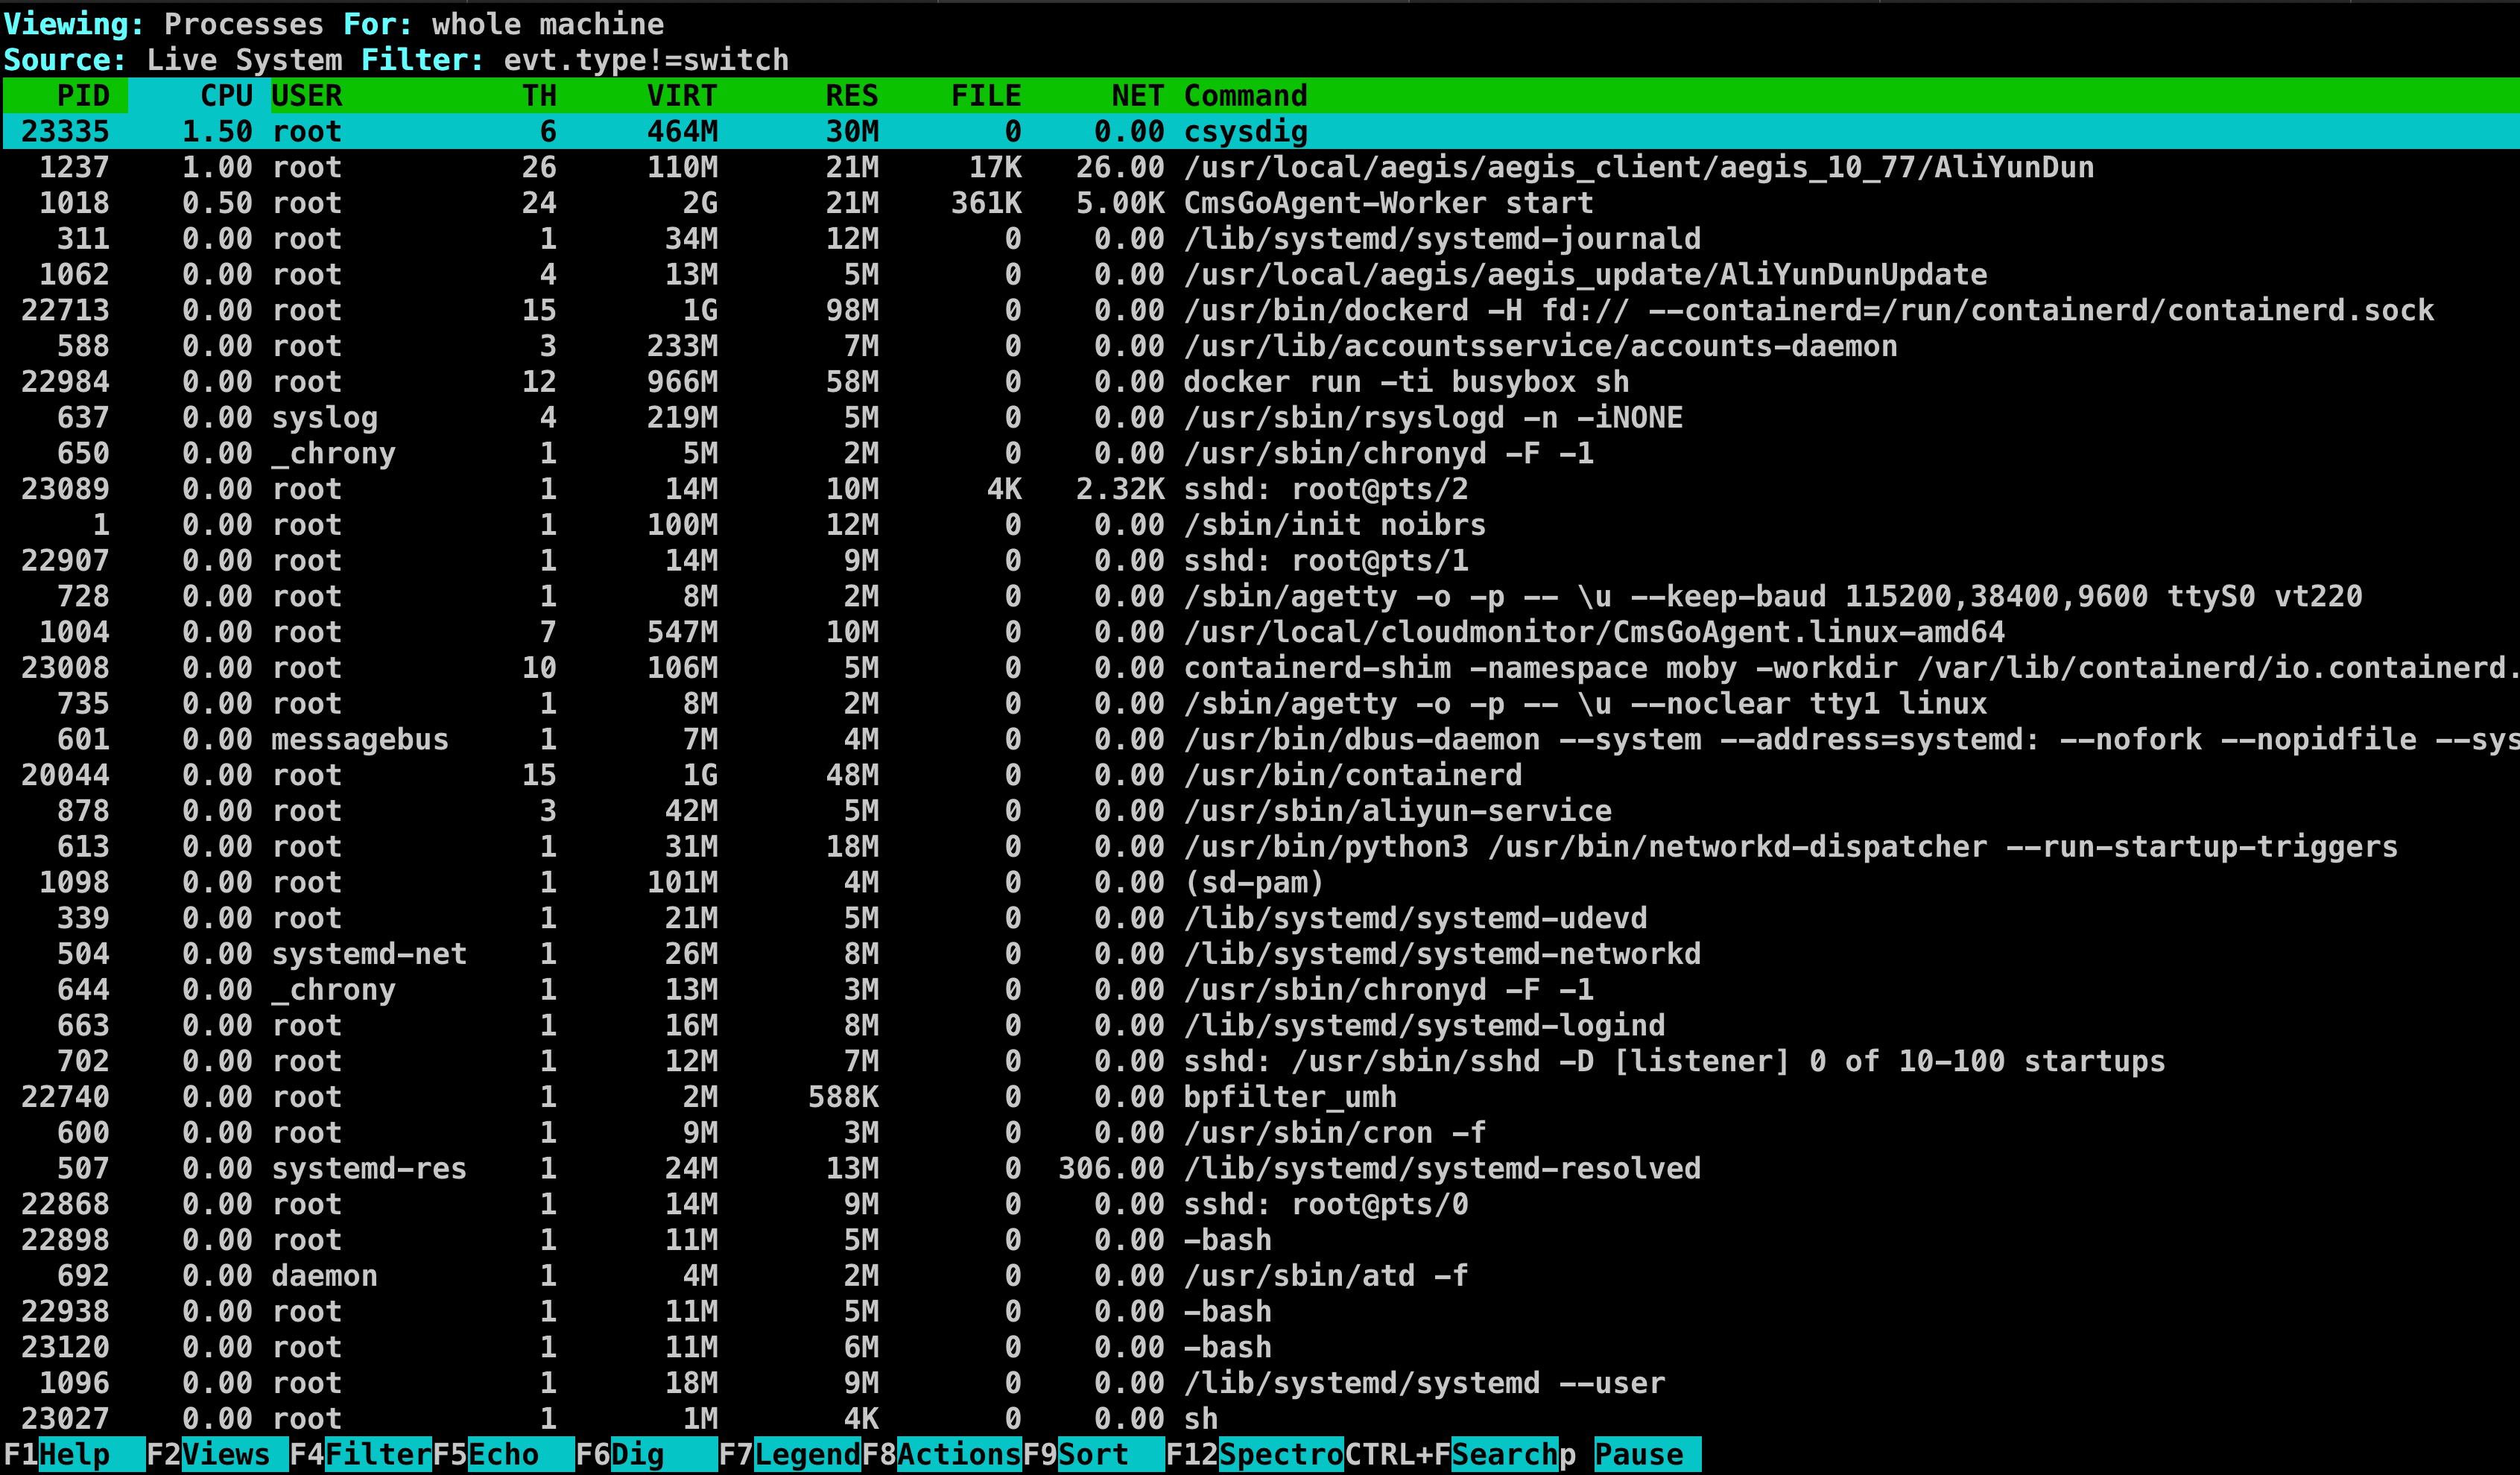 Viewing: Processes For: whole machine
Source: Live System Filter: evt.type!=switch
PID CPU USER TH VIRT RES FILE NET Command
23335 1.50 root 6 464M 30M 0 0.00 csysdig
1237 1.00 root 26 110M 21M 17K 26.00 /usr/local/aegis/aegis_client/aegis_10_77/AliYunDun
1018 0.50 root 24 2G 21M 361K 5.00K CmsGoAgent-Worker start
311 0.00 root 1 34M 12M 0 0.00 /lib/systemd/systemd-journald
1062 0.00 root 4 13M 5M 0 0.00 /usr/local/aegis/aegis_update/AliYunDunUpdate
22713 0.00 root 15 1G 98M 0 0.00 /usr/bin/dockerd -H fd:// --containerd=/run/containerd/containerd.sock
588 0.00 root 3 233M 7M 0 0.00 /usr/lib/accountsservice/accounts-daemon
22984 0.00 root 12 966M 58M 0 0.00 docker run -ti busybox sh
637 0.00 syslog 4 219M 5M 0 0.00 /usr/sbin/rsyslogd -n -iNONE
650 0.00 _chrony 1 5M 2M 0 0.00 /usr/sbin/chronyd -F -1
23089 0.00 root 1 14M 10M 4K 2.32K sshd: root@pts/2
1 0.00 root 1 100M 12M 0 0.00 /sbin/init noibrs
22907 0.00 root 1 14M 9M 0 0.00 sshd: root@pts/1
728 0.00 root 1 8M 2M 0 0.00 /sbin/agetty -o -p -- \u --keep-baud 115200,38400,9600 ttyS0 vt220
1004 0.00 root 7 547M 10M 0 0.00 /usr/local/cloudmonitor/CmsGoAgent.linux-amd64
23008 0.00 root 10 106M 5M 0 0.00 containerd-shim -namespace moby -workdir /var/lib/containerd/io.containerd.
735 0.00 root 1 8M 2M 0 0.00 /sbin/agetty -o -p -- \u --noclear tty1 linux
601 0.00 messagebus 1 7M 4M 0 0.00 /usr/bin/dbus-daemon --system --address=systemd: --nofork --nopidfile --sys
20044 0.00 root 15 1G 48M 0 0.00 /usr/bin/containerd
878 0.00 root 3 42M 5M 0 0.00 /usr/sbin/aliyun-service
613 0.00 root 1 31M 18M 0 0.00 /usr/bin/python3 /usr/bin/networkd-dispatcher --run-startup-triggers
1098 0.00 root 1 101M 4M 0 0.00 (sd-pam)
339 0.00 root 1 21M 5M 0 0.00 /lib/systemd/systemd-udevd
504 0.00 systemd-net 1 26M 8M 0 0.00 /lib/systemd/systemd-networkd
644 0.00 _chrony 1 13M 3M 0 0.00 /usr/sbin/chronyd -F -1
663 0.00 root 1 16M 8M 0 0.00 /lib/systemd/systemd-logind
702 0.00 root 1 12M 7M 0 0.00 sshd: /usr/sbin/sshd -D [listener] 0 of 10-100 startups
22740 0.00 root 1 2M 588K 0 0.00 bpfilter_umh
600 0.00 root 1 9M 3M 0 0.00 /usr/sbin/cron -f
507 0.00 systemd-res 1 24M 13M 0 306.00 /lib/systemd/systemd-resolved
22868 0.00 root 1 14M 9M 0 0.00 sshd: root@pts/0
22898 0.00 root 1 11M 5M 0 0.00 -bash
692 0.00 daemon 1 4M 2M 0 0.00 /usr/sbin/atd -f
22938 0.00 root 1 11M 5M 0 0.00 -bash
23120 0.00 root 1 11M 6M 0 0.00 -bash
1096 0.00 root 1 18M 9M 0 0.00 /lib/systemd/systemd --user
23027 0.00 root 1 1M 4K 0 0.00 sh
F1Help F2Views F4FilterF5Echo F6Dig F7LegendF8ActionsF9Sort F12SpectroCTRL+FSearchp Pause